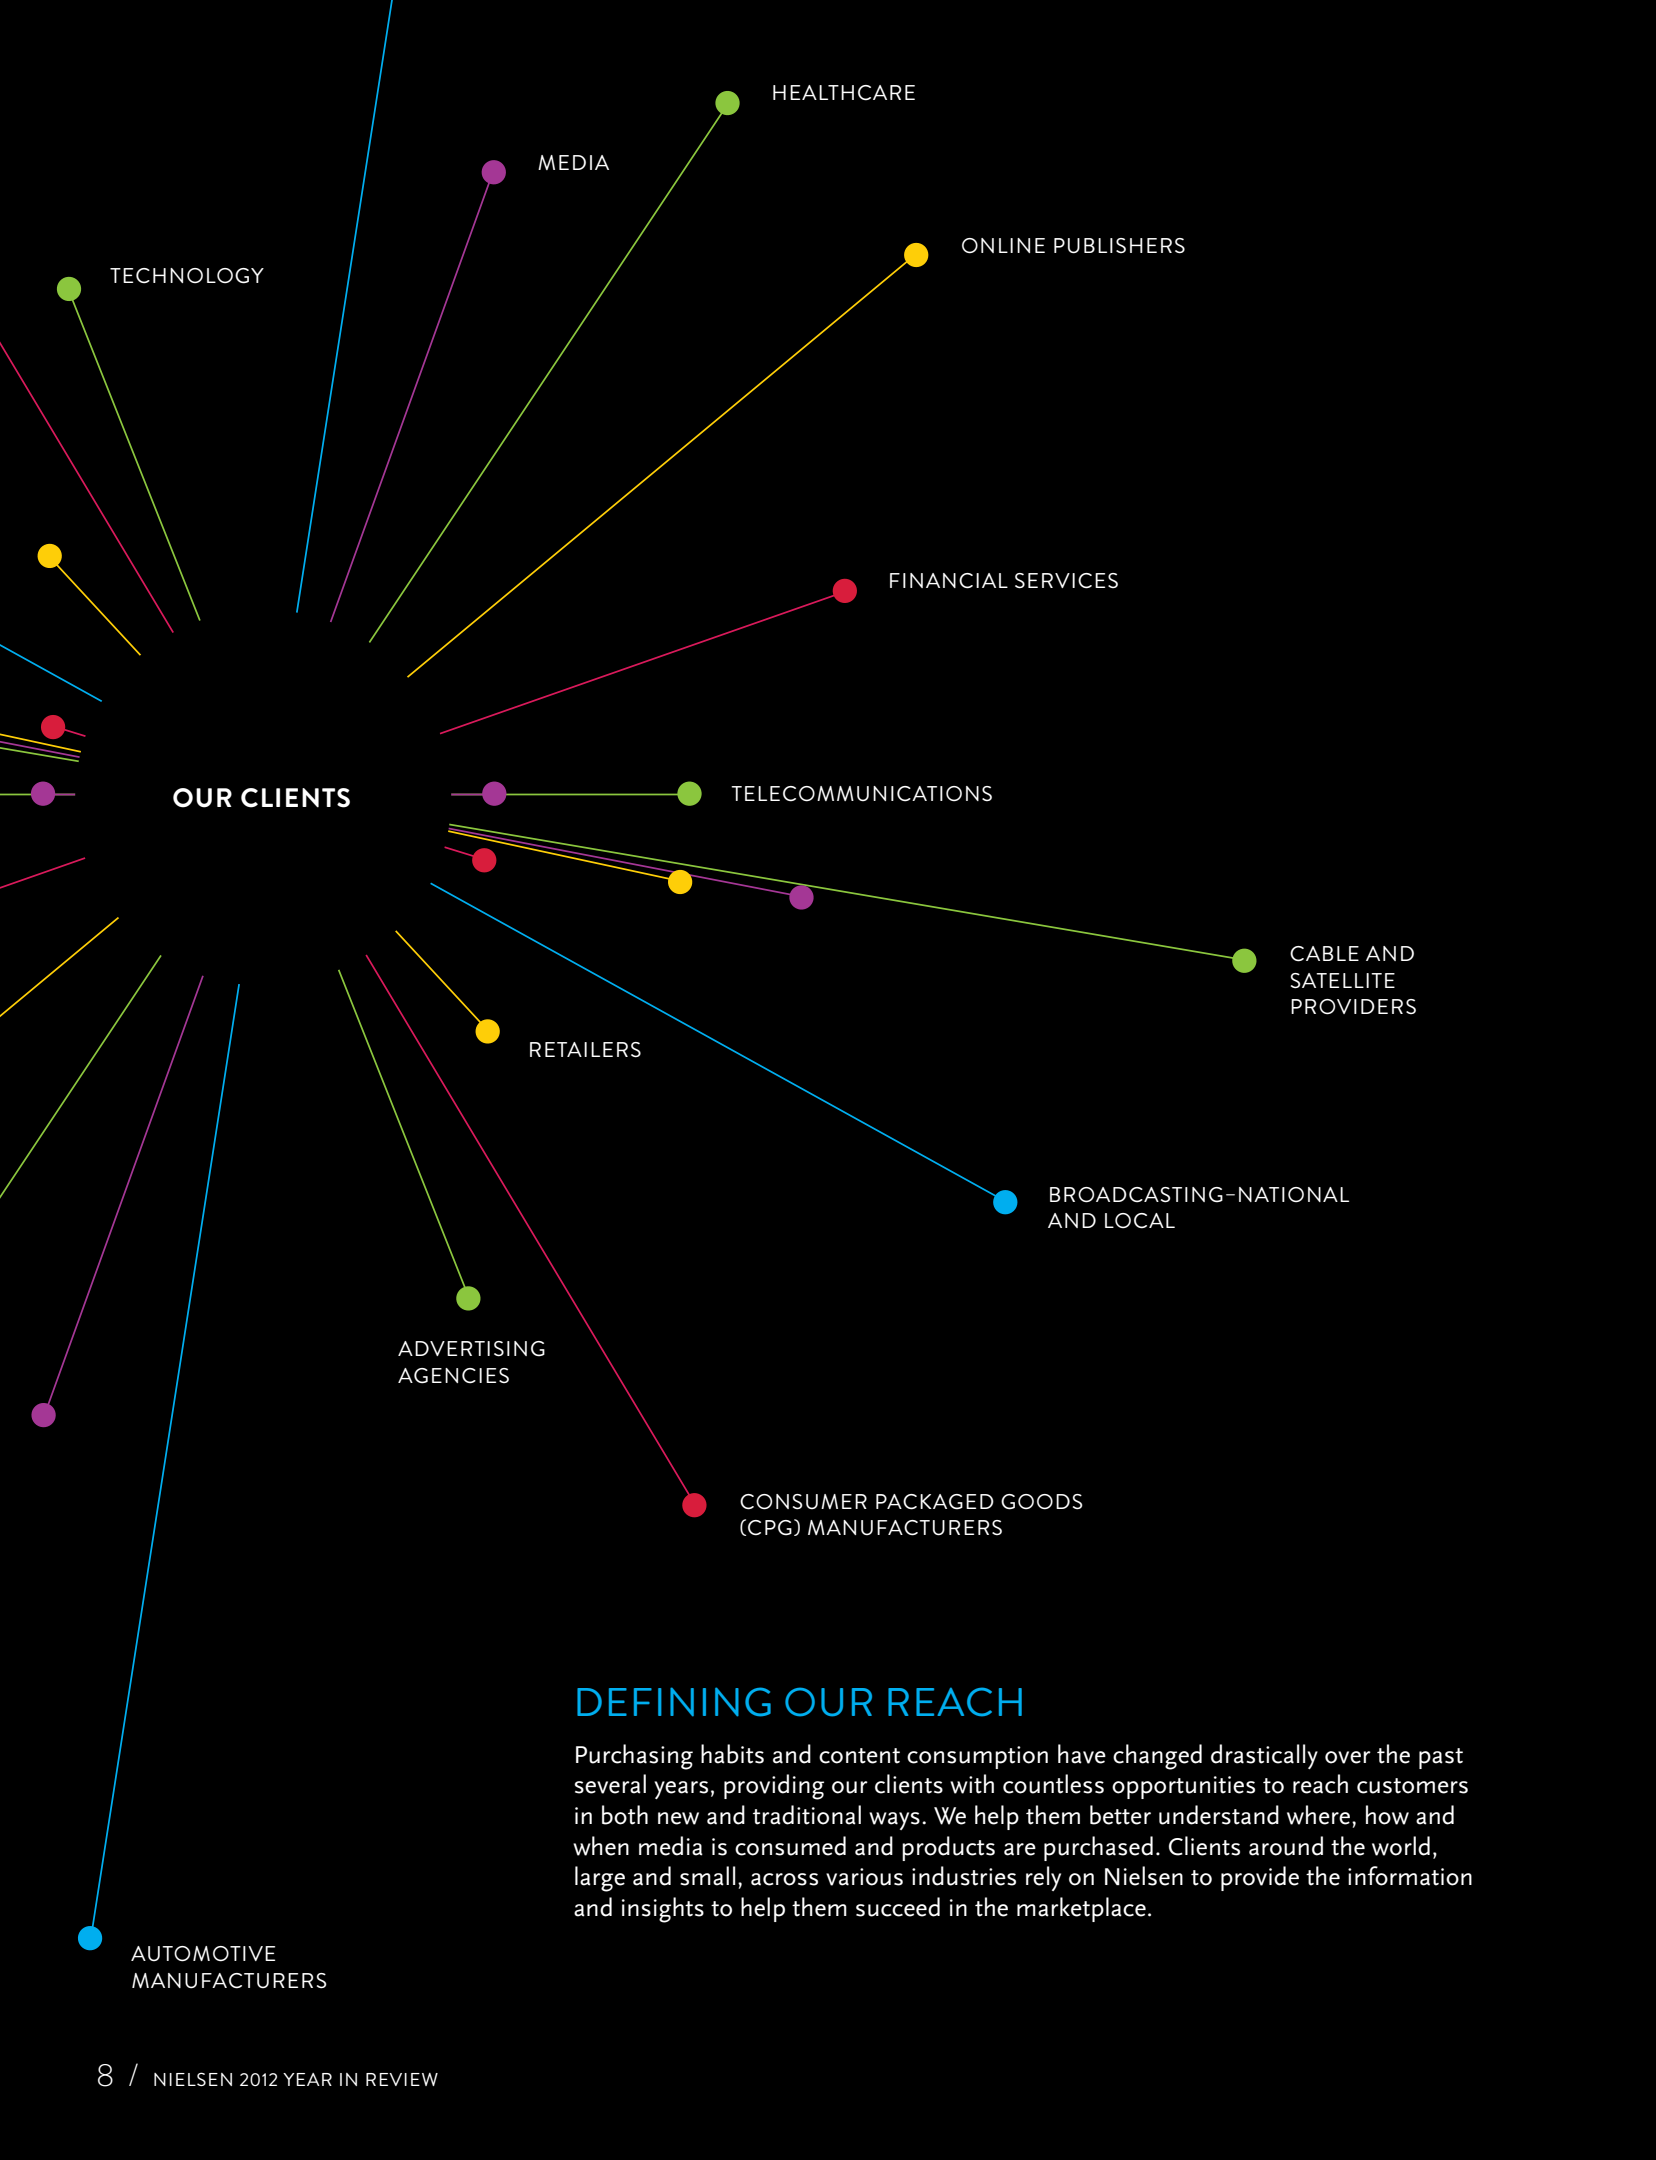 HEALTHCARE
MEDIA
ONLINE PUBLISHERS
TECHNOLOGY
FINANCIAL SERVICES
OUR CLIENTS
TELECOMMUNICATIONS
CABLE AND
SATELLITE
PROVIDERS
RETAILERS
BROADCASTING–NATIONAL
AND LOCAL
ADVERTISING
AGENCIES
CONSUMER PACKAGED GOODS
(CPG) MANUFACTURERS
DEFINING OUR REACH
Purchasing habits and content consumption have changed drastically over the past
several years, providing our clients with countless opportunities to reach customers
in both new and traditional ways. We help them better understand where, how and
when media is consumed and products are purchased. Clients around the world,
large and small, across various industries rely on Nielsen to provide the information
and insights to help them succeed in the marketplace.
AUTOMOTIVE
MANUFACTURERS
8 / NIELSEN 2012 YEAR IN REVIEW